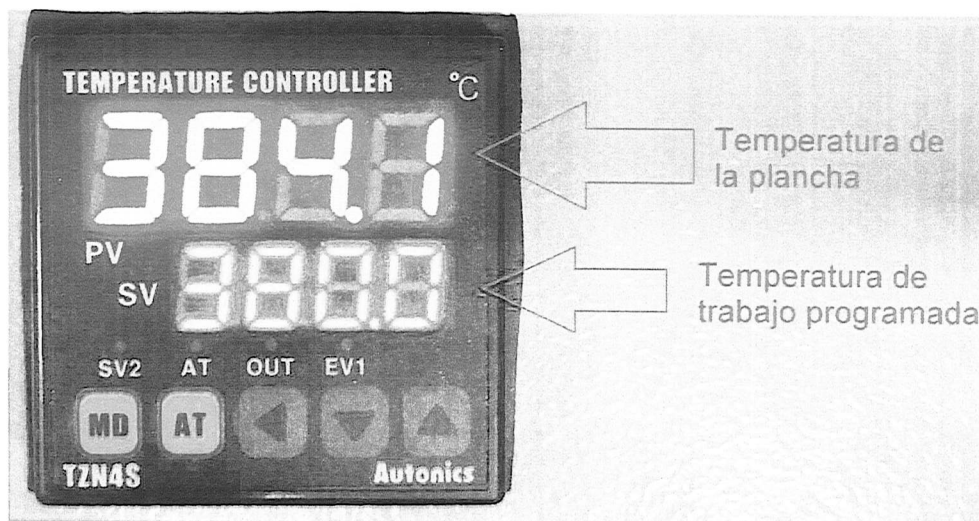 TEMPERATURE CONTROLLER °C
384.1
Temperatura de
la plancha
PV
SV
Temperatura de
trabajo programada
SV2 AT OUT EV1
MD AT
TZN4S Autonics